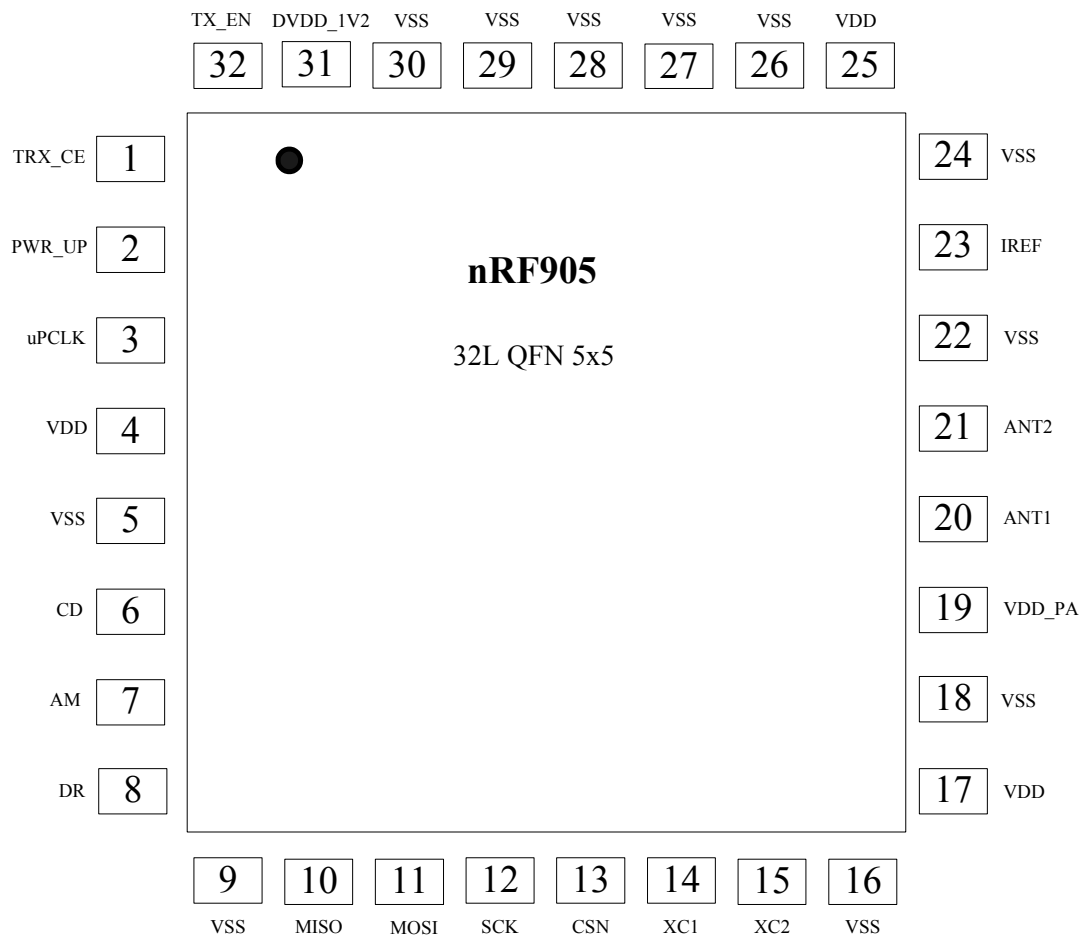 TX_EN DVDD_1V2 VSS VSS VSS VSS VSS VDD
32 31 30 29 28 27 26 25
TRX_CE 1
PWR_UP 2
uPCLK 3
VDD 4
VSS 5
CD 6
AM 7
DR 8
nRF905
32L QFN 5x5
24 VSS
23 IREF
22 VSS
21 ANT2
20 ANT1
19 VDD_PA
18 VSS
17 VDD
9 10 11 12 13 14 15 16
VSS MISO MOSI SCK CSN XC1 XC2 VSS